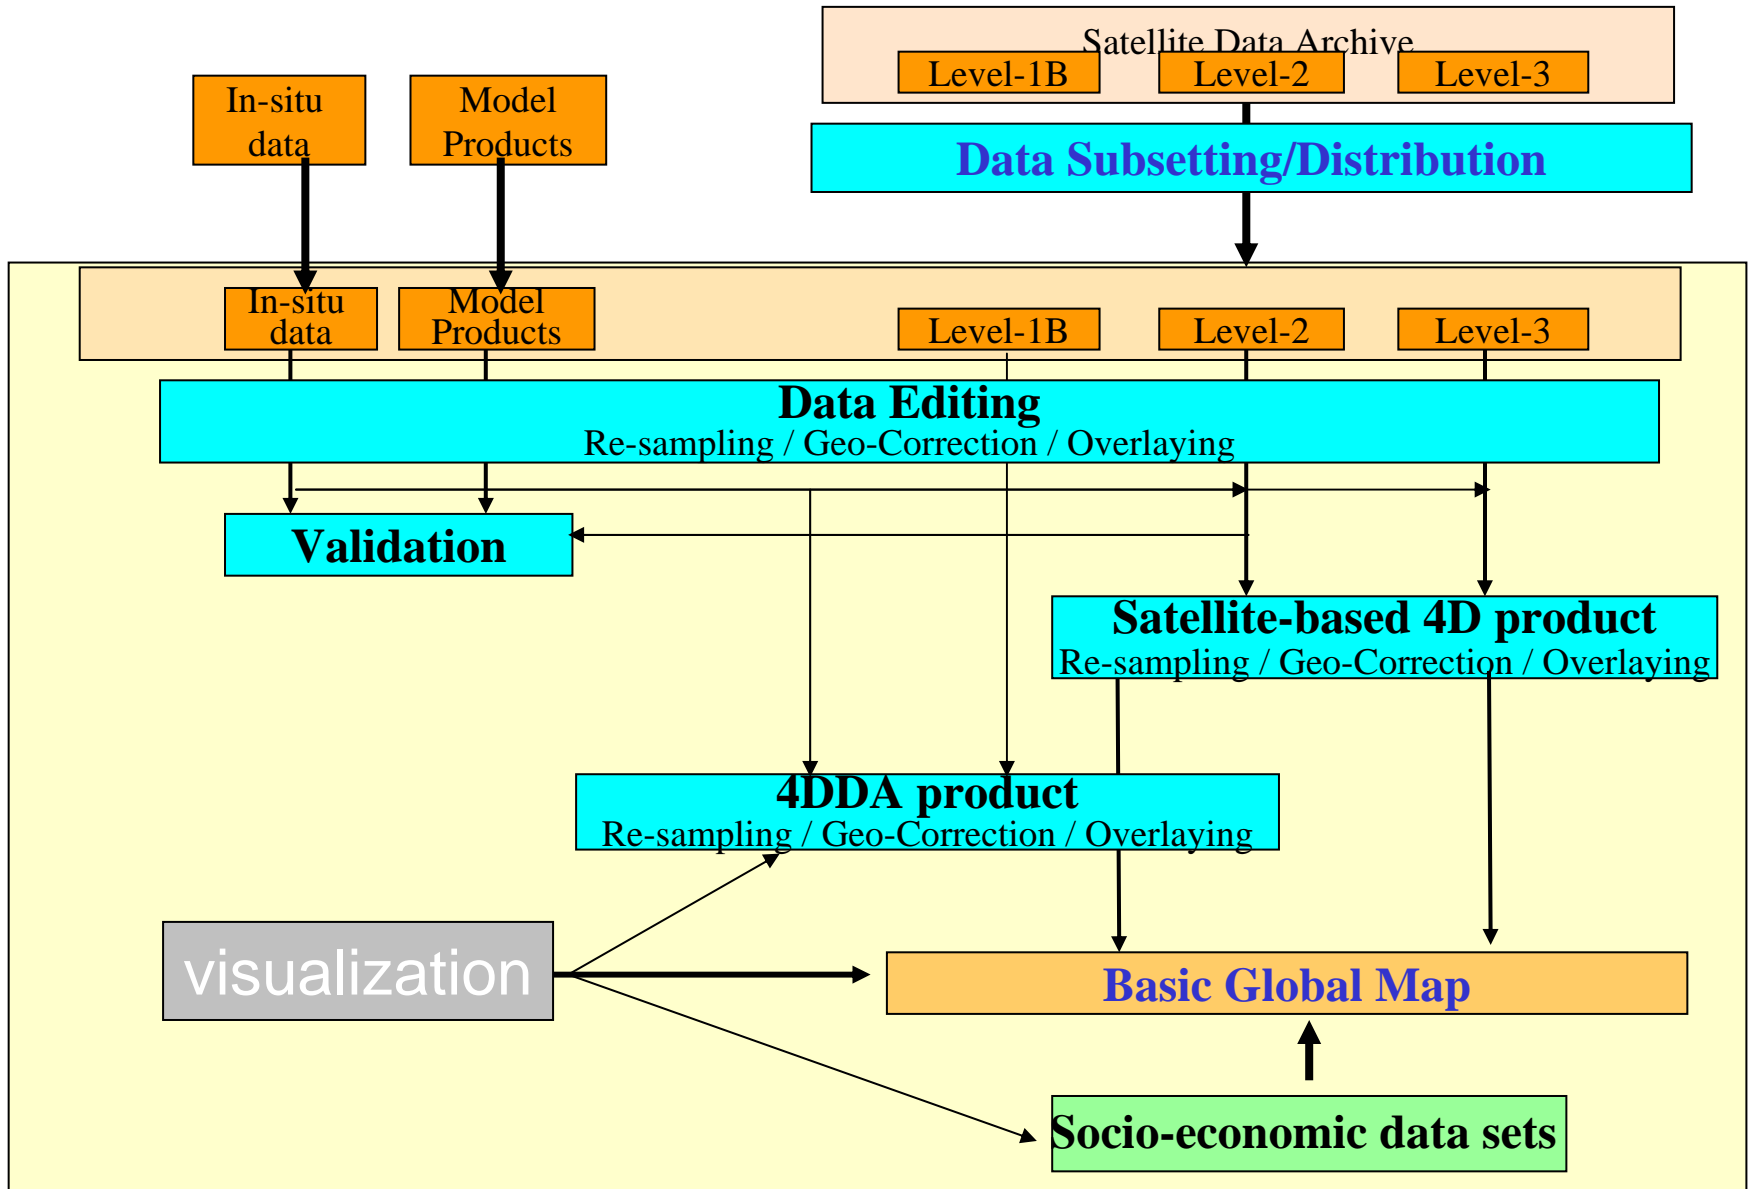 Satellite Data Archive
Level-1B
Level-2
Level-3
In-situ
data
Model
Products
Data Subsetting/Distribution
In-situ
data
Model
Products
Level-1B
Level-2
Level-3
Data Editing
Re-sampling / Geo-Correction / Overlaying
Validation
Satellite-based 4D product
Re-sampling / Geo-Correction / Overlaying
4DDA product
Re-sampling / Geo-Correction / Overlaying
visualization
Basic Global Map
Socio-economic data sets